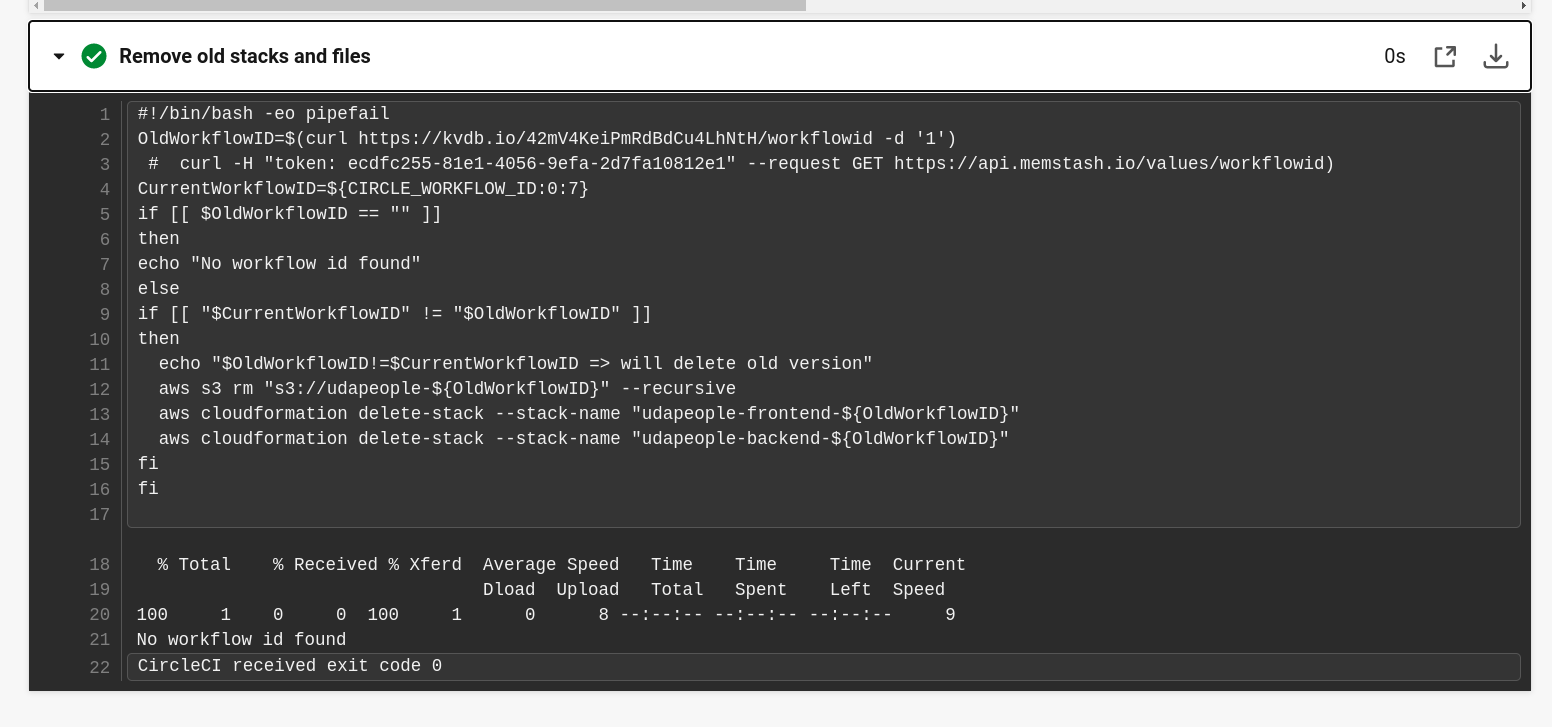 Remove old stacks and files 0s
1 #!/bin/bash -eo pipefail
2 OldWorkflowID=$(curl https://kvdb.io/42mV4KeiPmRdBdCu4LhNtH/workflowid -d '1')
3 #  curl -H "token: ecdfc255-81e1-4056-9efa-2d7fa10812e1" --request GET https://api.memstash.io/values/workflowid)
4 CurrentWorkflowID=${CIRCLE_WORKFLOW_ID:0:7}
5 if [[ $OldWorkflowID == "" ]]
6 then
7 echo "No workflow id found"
8 else
9 if [[ "$CurrentWorkflowID" != "$OldWorkflowID" ]]
10 then
11   echo "$OldWorkflowID!=$CurrentWorkflowID => will delete old version"
12   aws s3 rm "s3://udapeople-${OldWorkflowID}" --recursive
13   aws cloudformation delete-stack --stack-name "udapeople-frontend-${OldWorkflowID}"
14   aws cloudformation delete-stack --stack-name "udapeople-backend-${OldWorkflowID}"
15 fi
16 fi
17
18   % Total    % Received % Xferd  Average Speed   Time    Time     Time  Current
19                                  Dload  Upload   Total   Spent    Left  Speed
20 100     1    0     0  100     1      0      8 --:--:-- --:--:-- --:--:--     9
21 No workflow id found
22 CircleCI received exit code 0